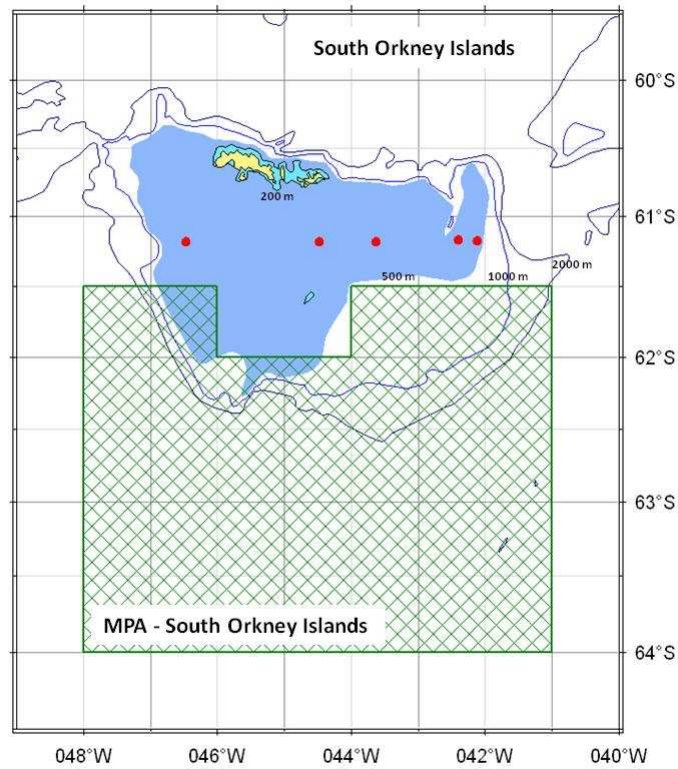 South Orkney Islands
60°S
200 m
61°S
2000 m
500 m
1000 m
62°S
63°S
MPA - South Orkney Islands
64°S
048°W
046°W
044°W
042°W
040°W